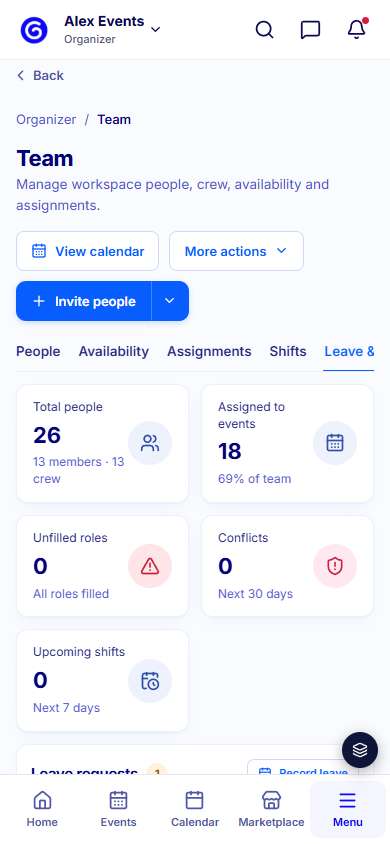 Alex Events
Organizer
Back
Organizer / Team
Team
Manage workspace people, crew, availability and
assignments.
View calendar
More actions
Invite people
People Availability Assignments Shifts Leave &
Total people
26
13 members · 13
crew
Assigned to
events
18
69% of team
Unfilled roles
0
All roles filled
Conflicts
0
Next 30 days
Upcoming shifts
0
Next 7 days
Leave requests 1
Record leave
Home Events Calendar Marketplace Menu